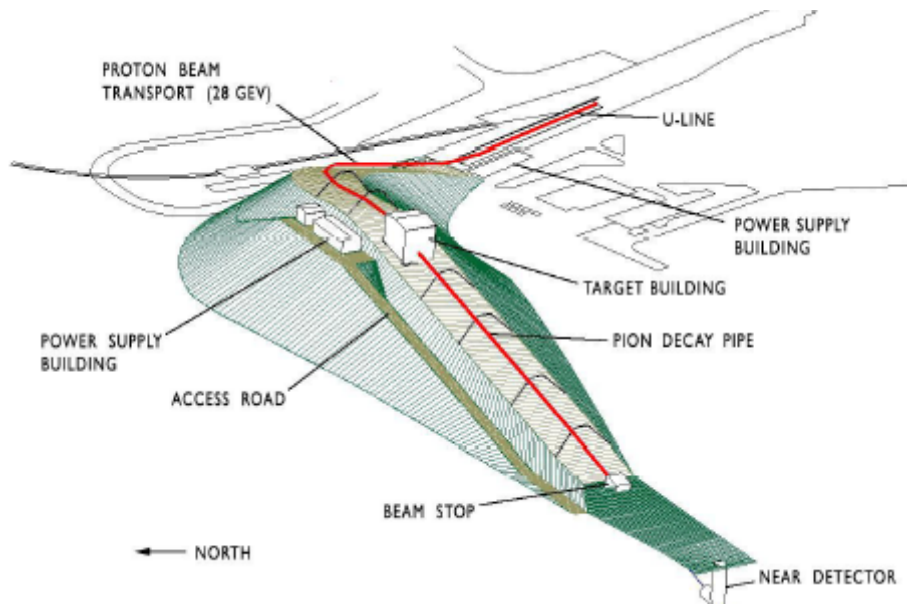 PROTON BEAM
TRANSPORT (28 GEV)
U-LINE
POWER SUPPLY
BUILDING
TARGET BUILDING
PION DECAY PIPE
POWER SUPPLY
BUILDING
ACCESS ROAD
BEAM STOP
NORTH
NEAR DETECTOR